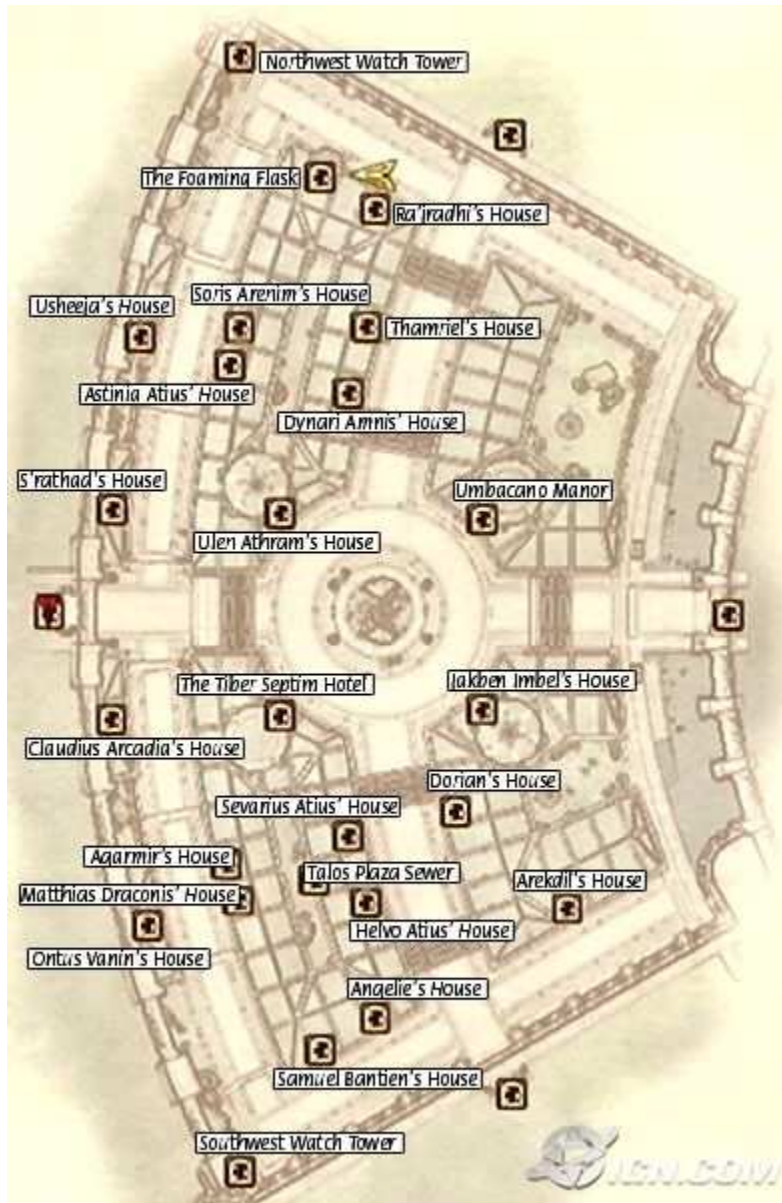 Northwest Watch Tower
The Foaming Flask
Ra'jradhi's House
Soris Arenim's House
Usheeja's House
Thamriel's House
Astinia Atius' House
Dynari Amnis' House
S'rathad's House
Umbacano Manor
Ulen Athram's House
The Tiber Septim Hotel
Jakben Imbel's House
Claudius Arcadia's House
Dorian's House
Sevarius Atius' House
Agarmir's House
Talos Plaza Sewer
Matthias Draconis' House
Arekdil's House
Helvo Atius' House
Ontus Vanin's House
Angelie's House
Samuel Bantien's House
Southwest Watch Tower
IGN.COM